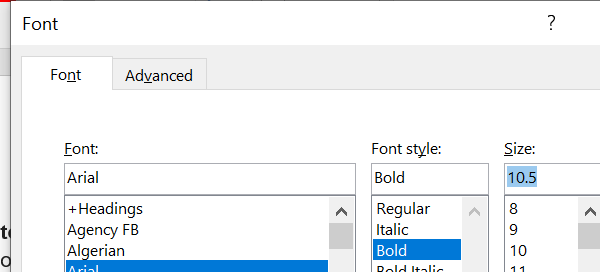 Font ?
Font Advanced
Font: Font style: Size:
Arial Bold 10.5
+Headings Regular 8
Agency FB Italic 9
Algerian Bold 10
Arial Bold Italic 11